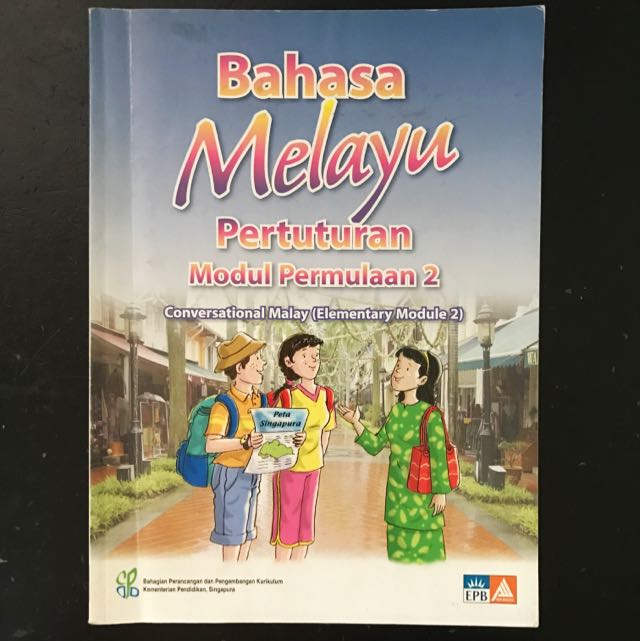 Bahasa
Melayu
Pertuturan
Modul Permulaan 2
Conversational Malay (Elementary Module 2)
Peta
Singapura
Bahagian Perancangan dan Pengembangan Kurikulum
Kementerian Pendidikan, Singapura
EPB